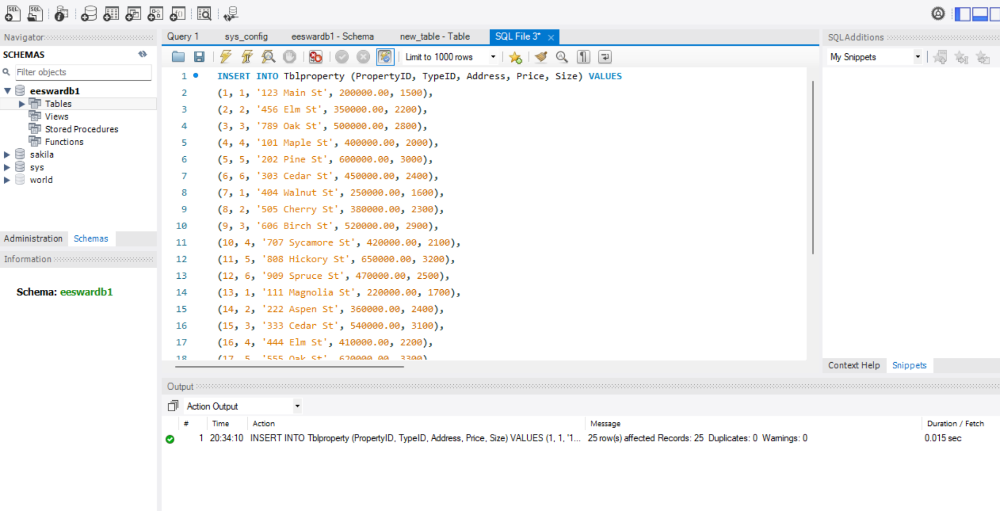 SQL SQL
Navigator
SCHEMAS
Filter objects
eeswardb1
Tables
Views
Stored Procedures
Functions
sakila
sys
world
Administration Schemas
Information
Schema: eeswardb1
Query 1 sys_config eeswardb1 - Schema new_table - Table SQL File 3*
Limit to 1000 rows
1 INSERT INTO Tblproperty (PropertyID, TypeID, Address, Price, Size) VALUES
2 (1, 1, '123 Main St', 200000.00, 1500),
3 (2, 2, '456 Elm St', 350000.00, 2200),
4 (3, 3, '789 Oak St', 500000.00, 2800),
5 (4, 4, '101 Maple St', 400000.00, 2000),
6 (5, 5, '202 Pine St', 600000.00, 3000),
7 (6, 6, '303 Cedar St', 450000.00, 2400),
8 (7, 1, '404 Walnut St', 250000.00, 1600),
9 (8, 2, '505 Cherry St', 380000.00, 2300),
10 (9, 3, '606 Birch St', 520000.00, 2900),
11 (10, 4, '707 Sycamore St', 420000.00, 2100),
12 (11, 5, '808 Hickory St', 650000.00, 3200),
13 (12, 6, '909 Spruce St', 470000.00, 2500),
14 (13, 1, '111 Magnolia St', 220000.00, 1700),
15 (14, 2, '222 Aspen St', 360000.00, 2400),
16 (15, 3, '333 Cedar St', 540000.00, 3100),
17 (16, 4, '444 Elm St', 410000.00, 2200),
18 (17, 5, '555 Oak St', 620000.00, 3300)
SQLAdditions
My Snippets
Context Help Snippets
Output
Action Output
# Time Action Message Duration / Fetch
1 20:34:10 INSERT INTO Tblproperty (PropertyID, TypeID, Address, Price, Size) VALUES (1, 1, '1... 25 row(s) affected Records: 25 Duplicates: 0 Warnings: 0 0.015 sec